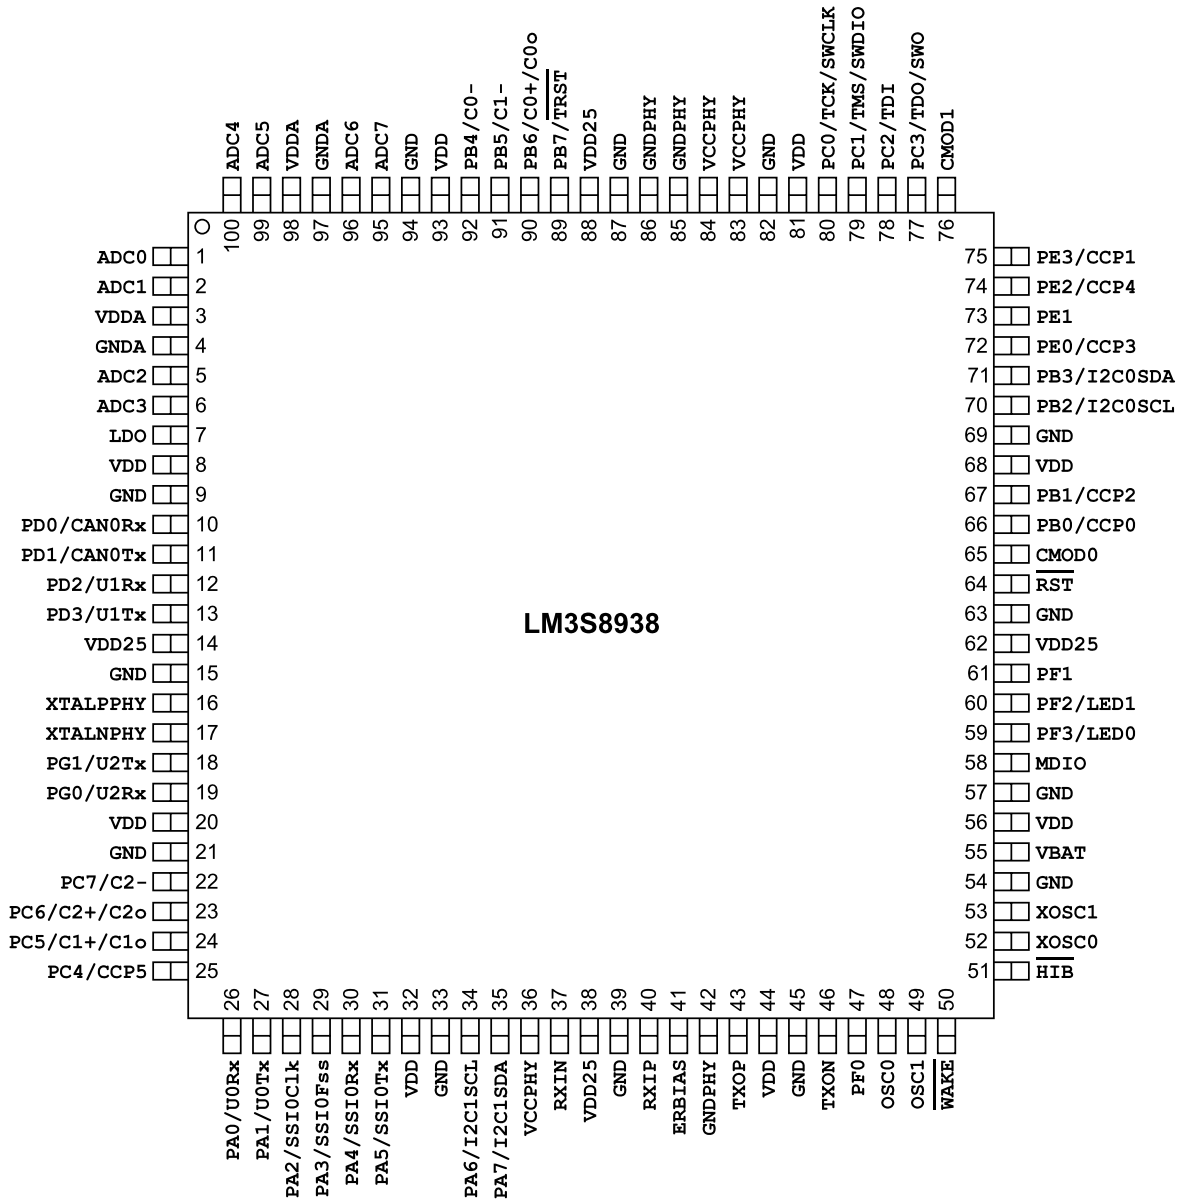 ADC4
ADC5
VDDA
GNDA
ADC6
ADC7
GND
VDD
PB4/C0-
PB5/C1-
PB6/C0+/C0o
PB7/TRST
VDD25
GND
GNDPHY
GNDPHY
VCCPHY
VCCPHY
GND
VDD
PC0/TCK/SWCLK
PC1/TMS/SWDIO
PC2/TDI
PC3/TDO/SWO
CMOD1
100
99
98
97
96
95
94
93
92
91
90
89
88
87
86
85
84
83
82
81
80
79
78
77
76
ADC0 1
ADC1 2
VDDA 3
GNDA 4
ADC2 5
ADC3 6
LDO 7
VDD 8
GND 9
PD0/CAN0Rx 10
PD1/CAN0Tx 11
PD2/U1Rx 12
PD3/U1Tx 13
VDD25 14
GND 15
XTALPPHY 16
XTALNPHY 17
PG1/U2Tx 18
PG0/U2Rx 19
VDD 20
GND 21
PC7/C2- 22
PC6/C2+/C2o 23
PC5/C1+/C1o 24
PC4/CCP5 25
LM3S8938
75 PE3/CCP1
74 PE2/CCP4
73 PE1
72 PE0/CCP3
71 PB3/I2C0SDA
70 PB2/I2C0SCL
69 GND
68 VDD
67 PB1/CCP2
66 PB0/CCP0
65 CMOD0
64 RST
63 GND
62 VDD25
61 PF1
60 PF2/LED1
59 PF3/LED0
58 MDIO
57 GND
56 VDD
55 VBAT
54 GND
53 XOSC1
52 XOSC0
51 HIB
26
27
28
29
30
31
32
33
34
35
36
37
38
39
40
41
42
43
44
45
46
47
48
49
50
PA0/U0Rx
PA1/U0Tx
PA2/SSI0Clk
PA3/SSI0Fss
PA4/SSI0Rx
PA5/SSI0Tx
VDD
GND
PA6/I2C1SCL
PA7/I2C1SDA
VCCPHY
RXIN
VDD25
GND
RXIP
ERBIAS
GNDPHY
TXOP
VDD
GND
TXON
PF0
OSC0
OSC1
WAKE